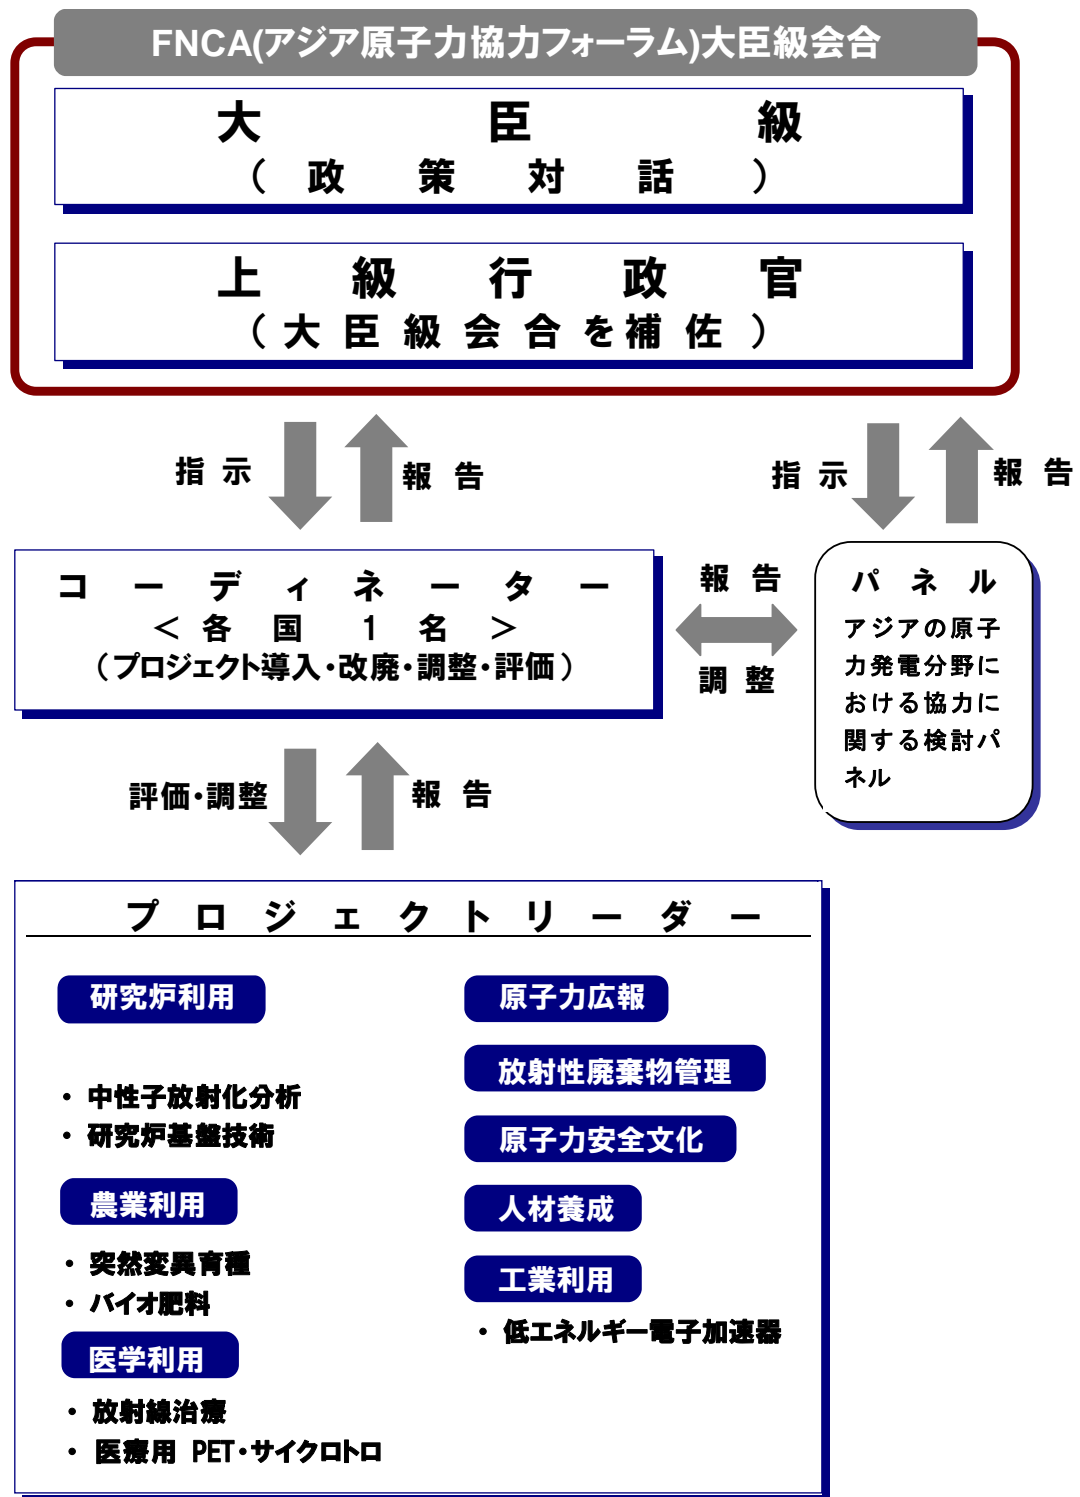 FNCA(アジア原子力協力フォーラム)大臣級会合
大臣級
(政策対話)
上級行政官
(大臣級会合を補佐)
指示
報告
指示
報告
コーディネーター
<各国1名>
(プロジェクト導入・改廃・調整・評価)
報告
調整
パネル
アジアの原子
力発電分野に
おける協力に
関する検討パ
ネル
評価・調整
報告
プロジェクトリーダー
研究炉利用
・中性子放射化分析
・研究炉基盤技術
農業利用
・突然変異育種
・バイオ肥料
医学利用
・放射線治療
・医療用 PET・サイクロトロ
原子力広報
放射性廃棄物管理
原子力安全文化
人材養成
工業利用
・低エネルギー電子加速器